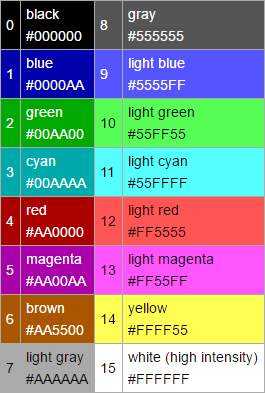 0 black #000000 8 gray #555555
1 blue #0000AA 9 light blue #5555FF
2 green #00AA00 10 light green #55FF55
3 cyan #00AAAA 11 light cyan #55FFFF
4 red #AA0000 12 light red #FF5555
5 magenta #AA00AA 13 light magenta #FF55FF
6 brown #AA5500 14 yellow #FFFF55
7 light gray #AAAAAA 15 white (high intensity) #FFFFFF